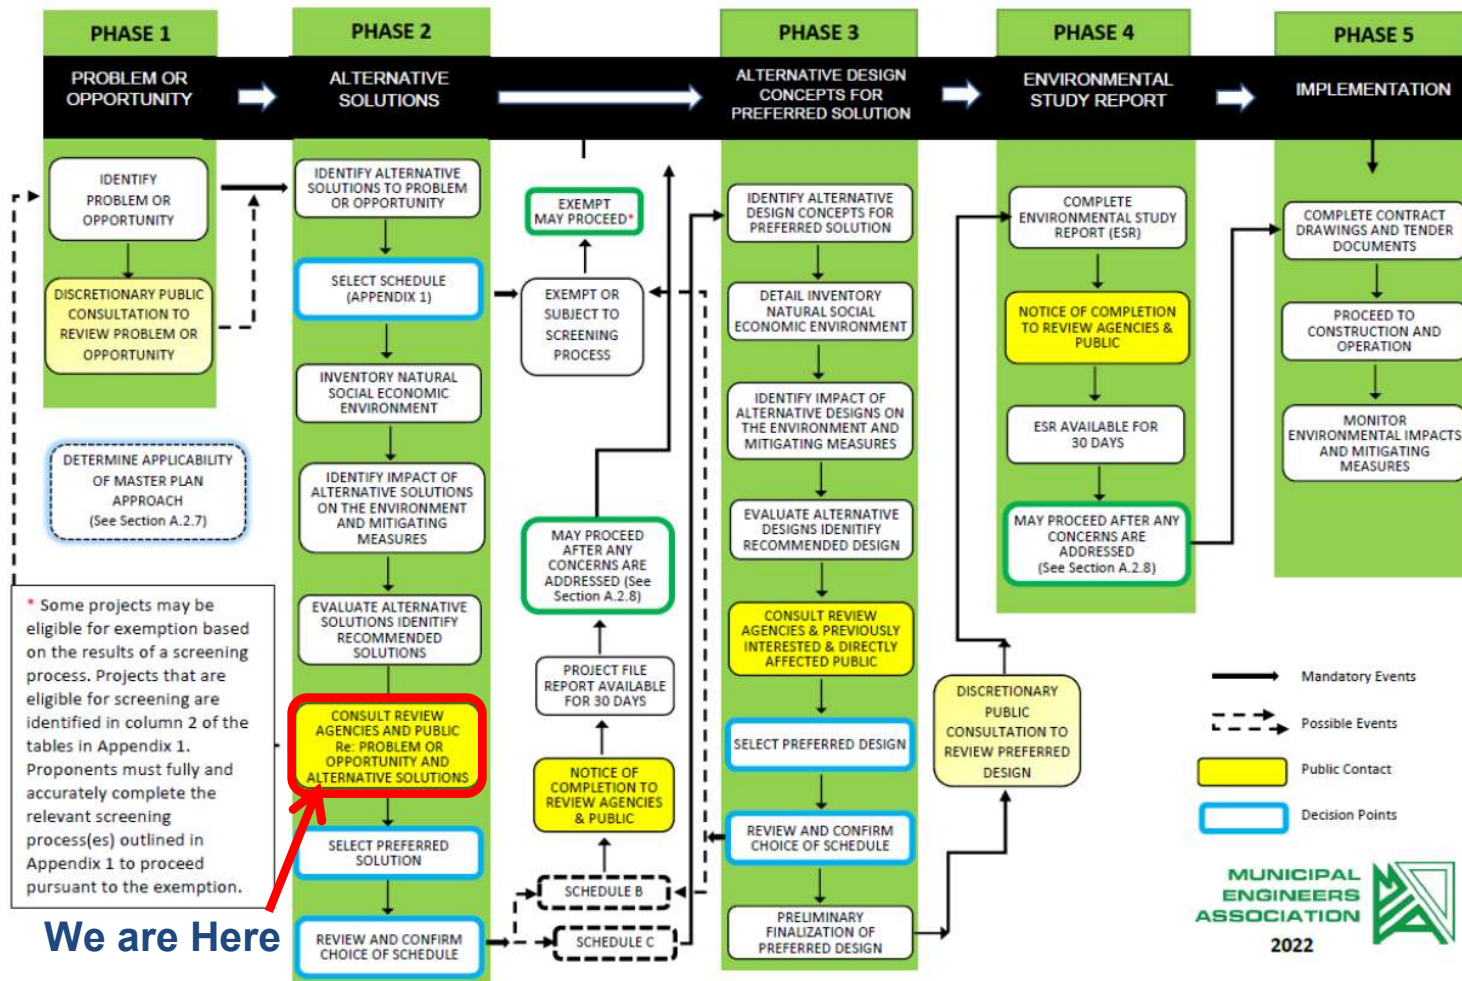 PHASE 1
PROBLEM OR
OPPORTUNITY
IDENTIFY
PROBLEM OR
OPPORTUNITY
DISCRETIONARY PUBLIC
CONSULTATION TO
REVIEW PROBLEM OR
OPPORTUNITY
DETERMINE APPLICABILITY
OF MASTER PLAN
APPROACH
(See Section A.2.7)
* Some projects may be
eligible for exemption based
on the results of a screening
process. Projects that are
eligible for screening are
identified in column 2 of the
tables in Appendix 1.
Proponents must fully and
accurately complete the
relevant screening
process(es) outlined in
Appendix 1 to proceed
pursuant to the exemption.
We are Here
PHASE 2
ALTERNATIVE
SOLUTIONS
IDENTIFY ALTERNATIVE
SOLUTIONS TO PROBLEM
OR OPPORTUNITY
SELECT SCHEDULE
(APPENDIX 1)
INVENTORY NATURAL
SOCIAL ECONOMIC
ENVIRONMENT
IDENTIFY IMPACT OF
ALTERNATIVE SOLUTIONS
ON THE ENVIRONMENT
AND MITIGATING
MEASURES
EVALUATE ALTERNATIVE
SOLUTIONS IDENITIFY
RECOMMENDED
SOLUTIONS
CONSULT REVIEW
AGENCIES AND PUBLIC
Re: PROBLEM OR
OPPORTUNITY AND
ALTERNATIVE SOLUTIONS
SELECT PREFERRED
SOLUTION
REVIEW AND CONFIRM
CHOICE OF SCHEDULE
EXEMPT
MAY PROCEED*
EXEMPT OR
SUBJECT TO
SCREENING
PROCESS
MAY PROCEED
AFTER ANY
CONCERNS ARE
ADDRESSED (See
Section A.2.8)
PROJECT FILE
REPORT AVAILABLE
FOR 30 DAYS
NOTICE OF
COMPLETION TO
REVIEW AGENCIES
& PUBLIC
SCHEDULE B
SCHEDULE C
PHASE 3
ALTERNATIVE DESIGN
CONCEPTS FOR
PREFERRED SOLUTION
IDENTIFY ALTERNATIVE
DESIGN CONCEPTS FOR
PREFERRED SOLUTION
DETAIL INVENTORY
NATURAL SOCIAL
ECONOMIC ENVIRONMENT
IDENTIFY IMPACT OF
ALTERNATIVE DESIGNS ON
THE ENVIRONMENT AND
MITIGATING MEASURES
EVALUATE ALTERNATIVE
DESIGNS IDENITIFY
RECOMMENDED DESIGN
CONSULT REVIEW
AGENCIES & PREVIOUSLY
INTERESTED & DIRECTLY
AFFECTED PUBLIC
SELECT PREFERRED DESIGN
REVIEW AND CONFIRM
CHOICE OF SCHEDULE
PRELIMINARY
FINALIZATION OF
PREFERRED DESIGN
DISCRETIONARY
PUBLIC
CONSULTATION TO
REVIEW PREFERRED
DESIGN
PHASE 4
ENVIRONMENTAL
STUDY REPORT
COMPLETE
ENVIRONMENTAL STUDY
REPORT (ESR)
NOTICE OF COMPLETION
TO REVIEW AGENCIES &
PUBLIC
ESR AVAILABLE FOR
30 DAYS
MAY PROCEED AFTER ANY
CONCERNS ARE
ADDRESSED
(See Section A.2.8)
PHASE 5
IMPLEMENTATION
COMPLETE CONTRACT
DRAWINGS AND TENDER
DOCUMENTS
PROCEED TO
CONSTRUCTION AND
OPERATION
MONITOR
ENVIRONMENTAL IMPACTS
AND MITIGATING
MEASURES
Mandatory Events
Possible Events
Public Contact
Decision Points
MUNICIPAL
ENGINEERS
ASSOCIATION
2022